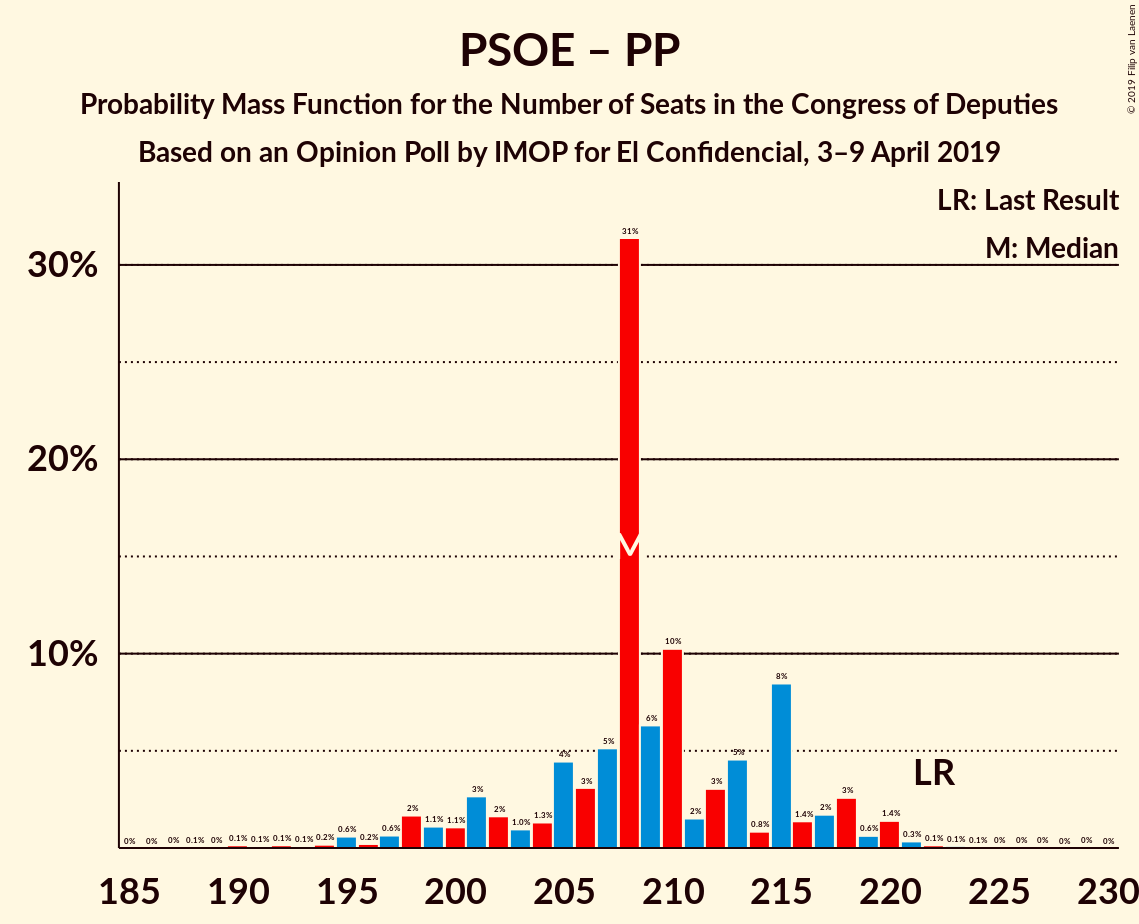 © 2019 Filip van Laenen
PSOE – PP
Probability Mass Function for the Number of Seats in the Congress of Deputies
Based on an Opinion Poll by IMOP for El Confidencial, 3–9 April 2019
LR: Last Result
M: Median
30%
20%
10%
0% 0% 0% 0.1% 0% 0.1% 0.1% 0.1% 0.1% 0.2% 0.6% 0.2% 0.6% 2% 1.1% 1.1% 3% 2% 1.0% 1.3% 4% 3% 5% 31% 6% 10% 2% 3% 5% 0.8% 8% 1.4% 2% 3% 0.6% 1.4% 0.3% 0.1% 0.1% 0.1% 0% 0% 0% 0% 0% 0%
LR
185 190 195 200 205 210 215 220 225 230